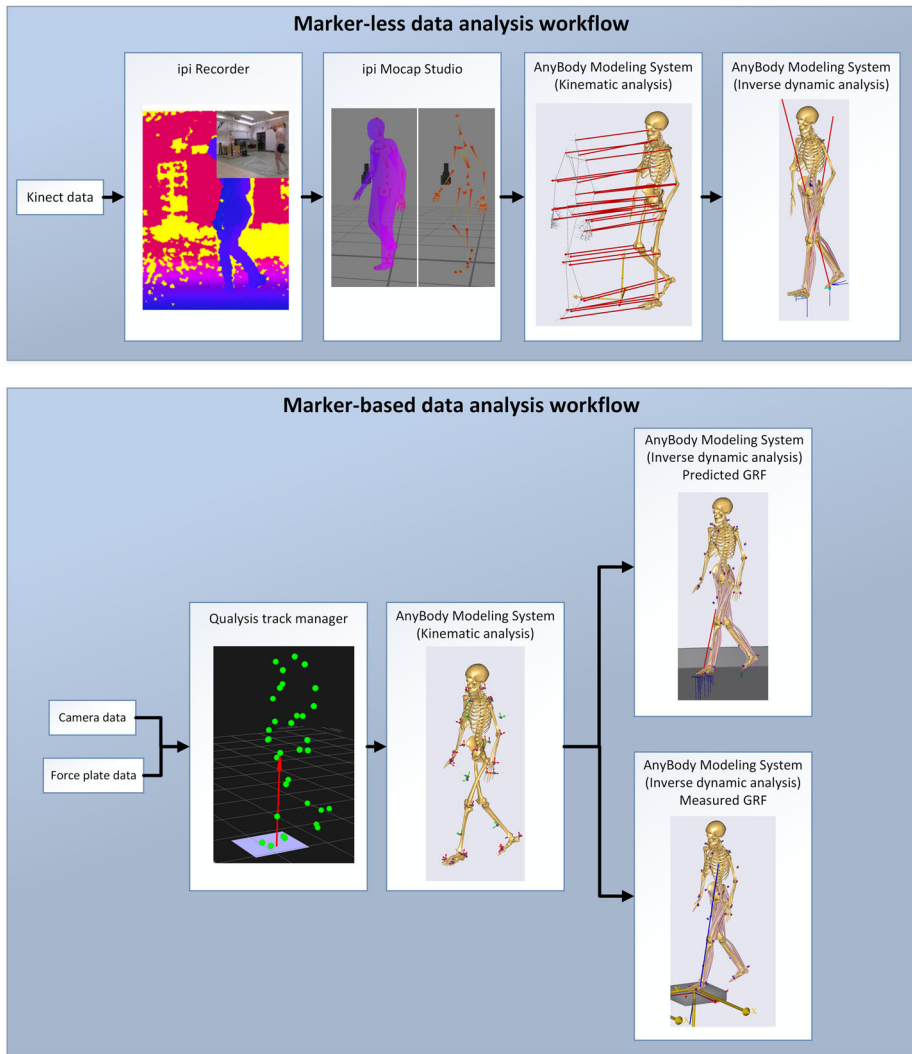 Marker-less data analysis workflow
Kinect data
ipi Recorder
ipi Mocap Studio
AnyBody Modeling System
(Kinematic analysis)
AnyBody Modeling System
(Inverse dynamic analysis)
Marker-based data analysis workflow
Camera data
Force plate data
Qualysis track manager
AnyBody Modeling System
(Kinematic analysis)
AnyBody Modeling System
(Inverse dynamic analysis)
Predicted GRF
AnyBody Modeling System
(Inverse dynamic analysis)
Measured GRF
X